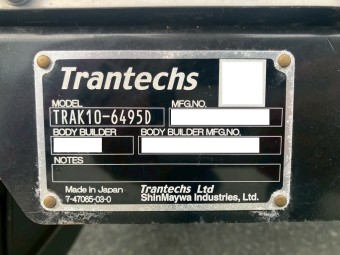 Trantechs
MODEL MFG.NO.
TRAK10-6495D
BODY BUILDER BODY BUILDER MFG.NO.
NOTES
Made in Japan Trantechs Ltd
7-47065-03-0 ShinMaywa Industries, Ltd.